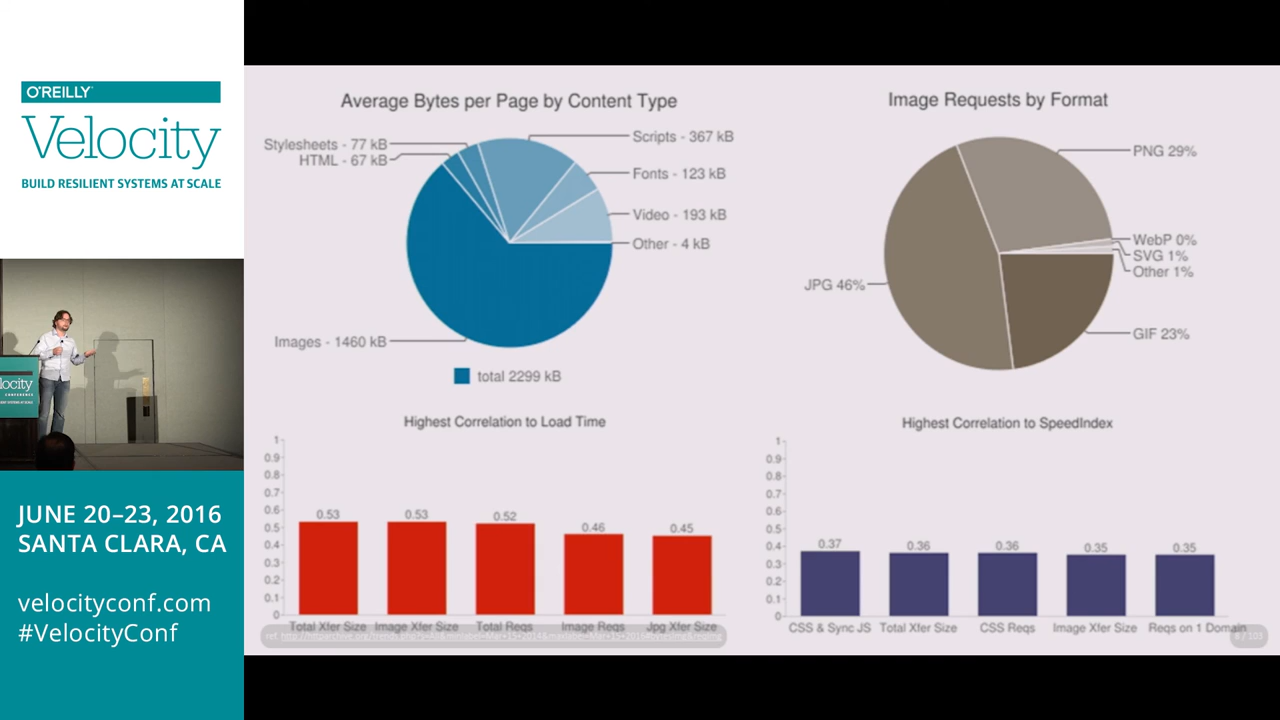 O'REILLY
Velocity
BUILD RESILIENT SYSTEMS AT SCALE
locity
CONFERENCE
JUNE 20–23, 2016
SANTA CLARA, CA
velocityconf.com
#VelocityConf
Average Bytes per Page by Content Type
Stylesheets - 77 kB
HTML - 67 kB
Scripts - 367 kB
Fonts - 123 kB
Video - 193 kB
Other - 4 kB
Images - 1460 kB
total 2299 kB
Image Requests by Format
PNG 29%
WebP 0%
SVG 1%
Other 1%
JPG 46%
GIF 23%
Highest Correlation to Load Time
1
0.9
0.8
0.7
0.6
0.5
0.4
0.3
0.2
0.1
0
0.53
0.53
0.52
0.46
0.45
Total Xfer Size
Image Xfer Size
Total Reqs
Image Reqs
Jpg Xfer Size
Highest Correlation to SpeedIndex
1
0.9
0.8
0.7
0.6
0.5
0.4
0.3
0.2
0.1
0
0.37
0.36
0.36
0.35
0.35
CSS & Sync JS
Total Xfer Size
CSS Reqs
Image Xfer Size
Reqs on 1 Domain